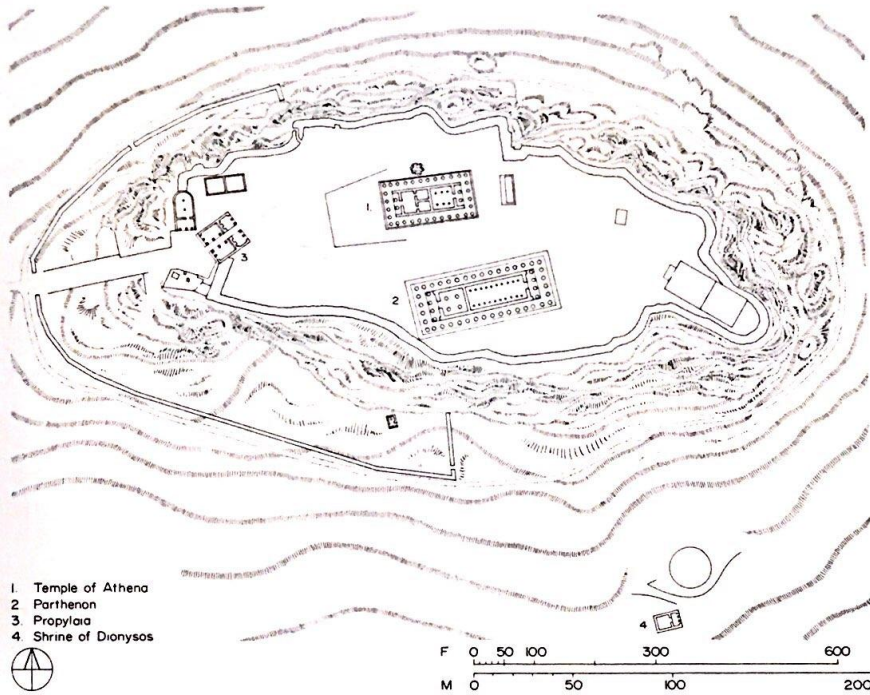 1.
2
3
4
1. Temple of Athena
2 Parthenon
3 Propylaia
4. Shrine of Dionysos
F 0 50 100 300 600
M 0 50 100 200